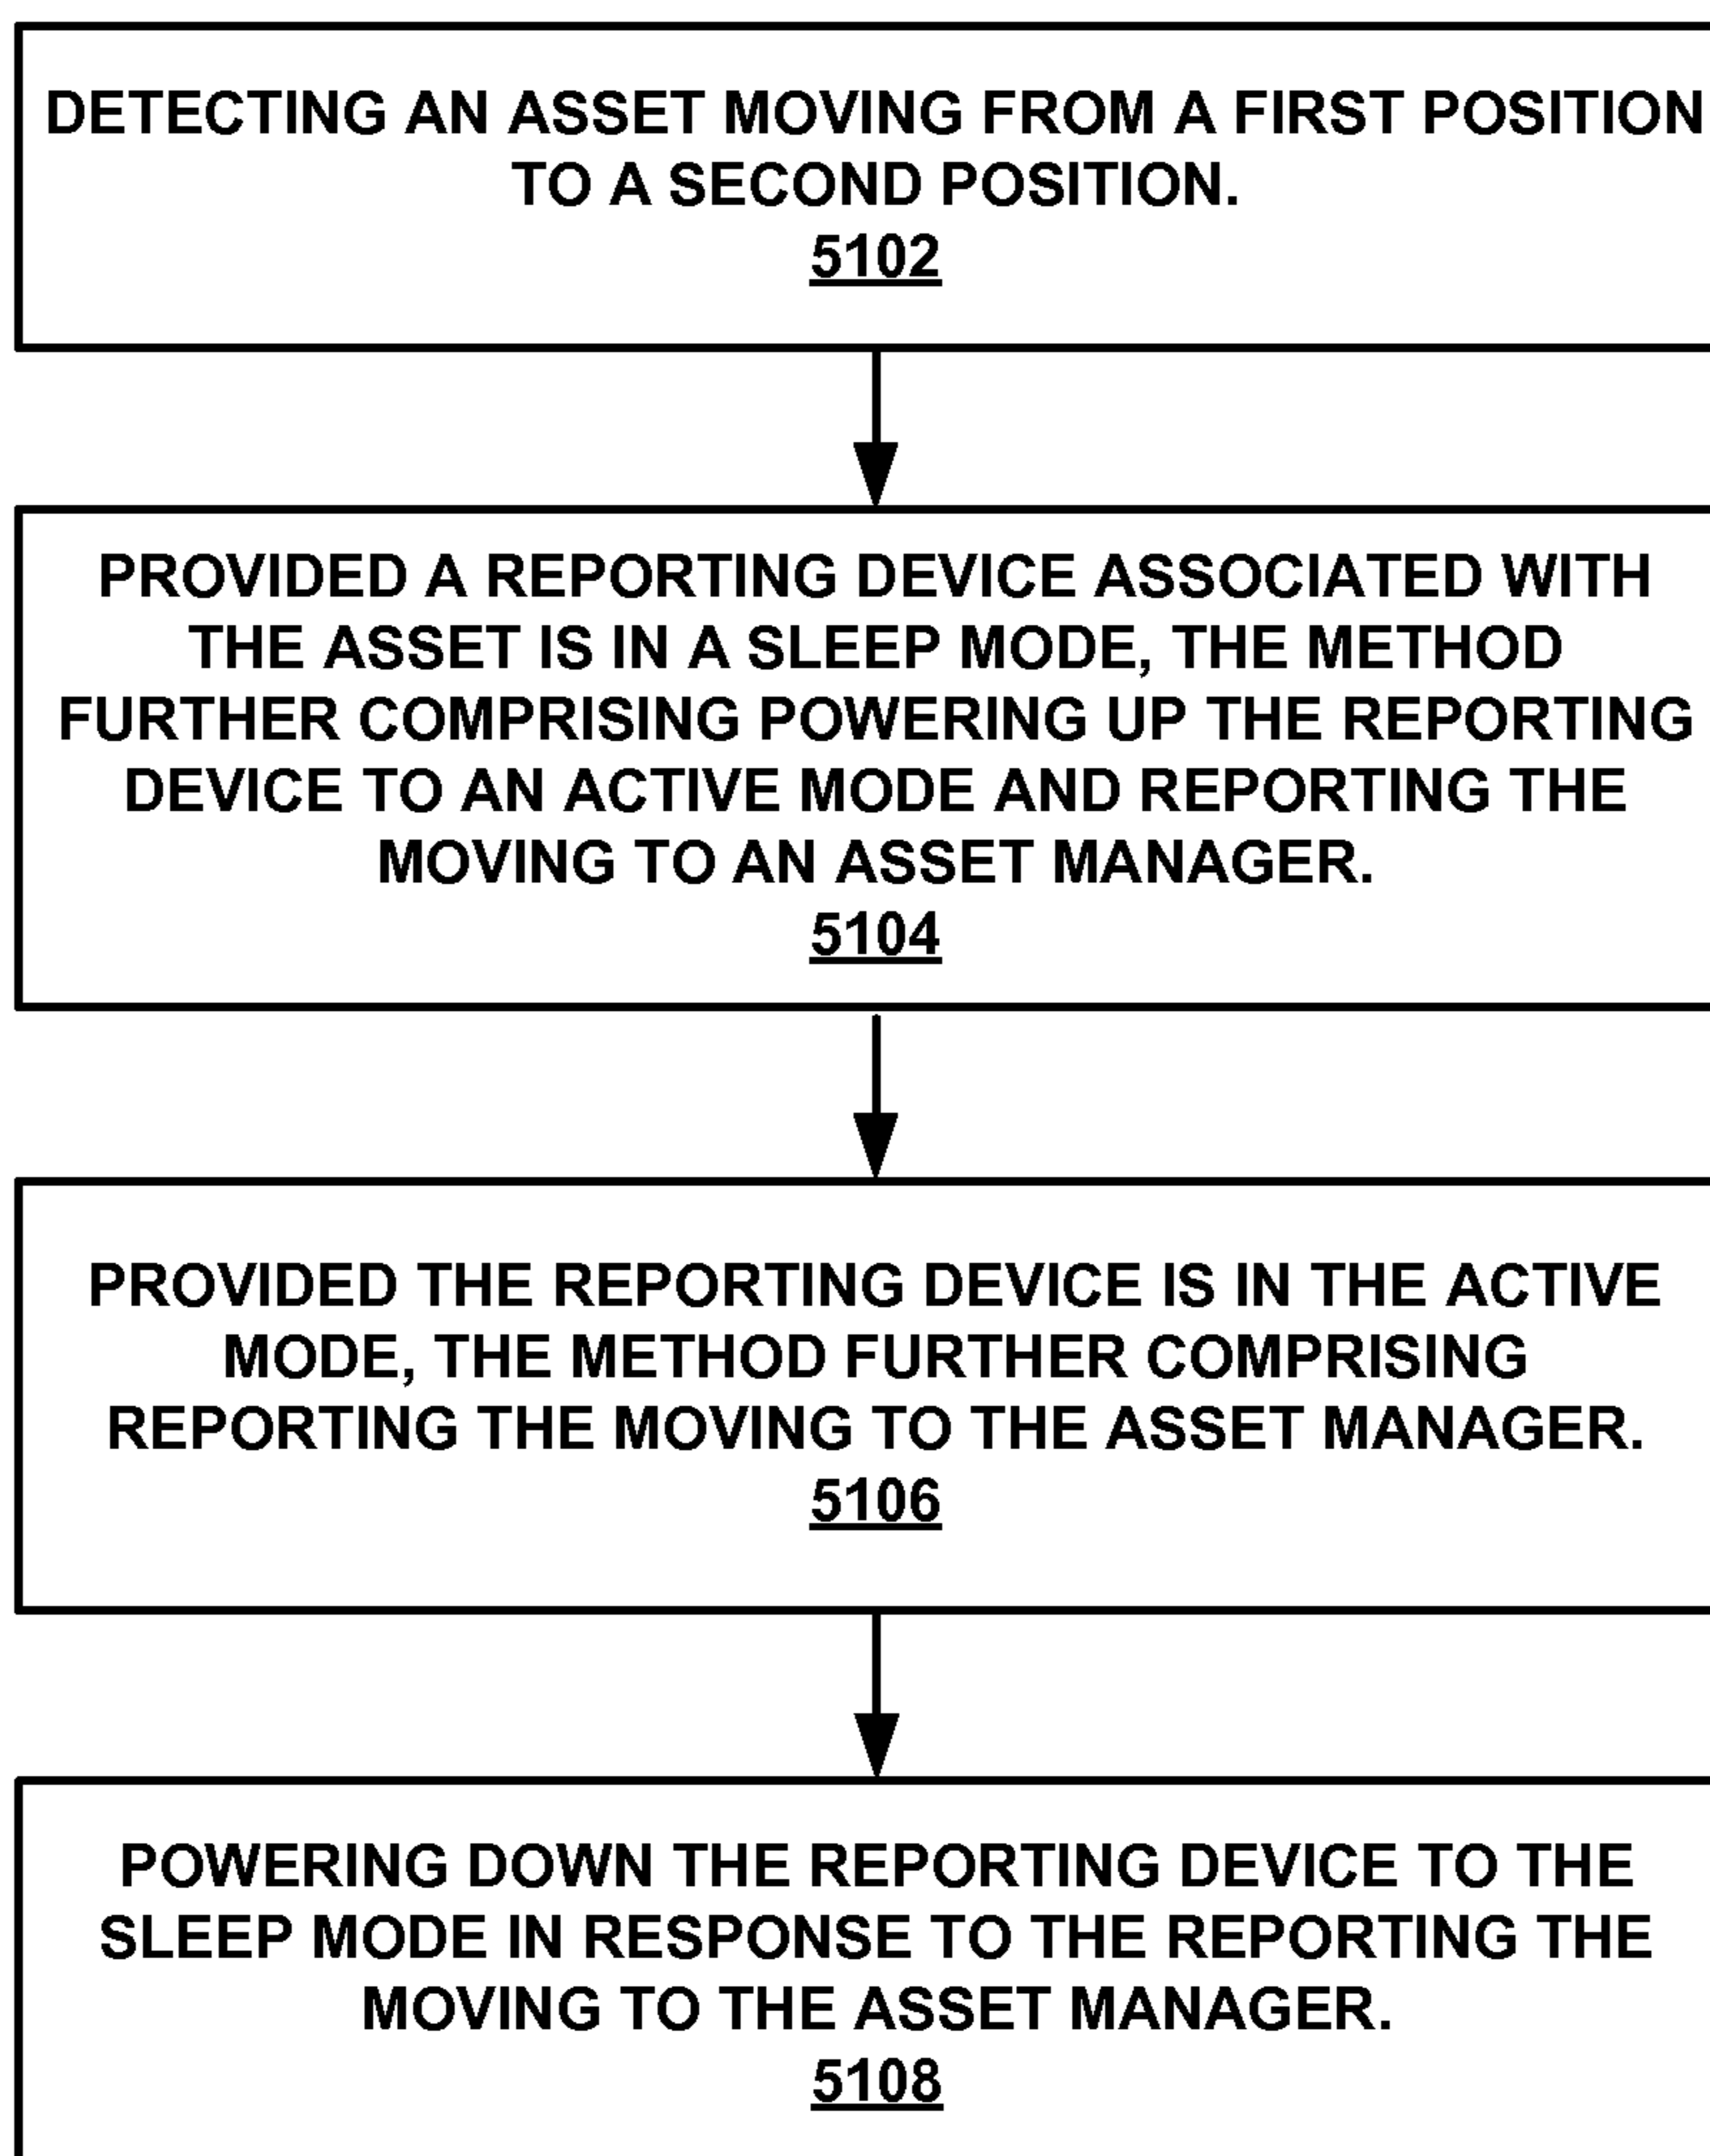 DETECTING AN ASSET MOVING FROM A FIRST POSITION
TO A SECOND POSITION.
5102
PROVIDED A REPORTING DEVICE ASSOCIATED WITH
THE ASSET IS IN A SLEEP MODE, THE METHOD
FURTHER COMPRISING POWERING UP THE REPORTING
DEVICE TO AN ACTIVE MODE AND REPORTING THE
MOVING TO AN ASSET MANAGER.
5104
PROVIDED THE REPORTING DEVICE IS IN THE ACTIVE
MODE, THE METHOD FURTHER COMPRISING
REPORTING THE MOVING TO THE ASSET MANAGER.
5106
POWERING DOWN THE REPORTING DEVICE TO THE
SLEEP MODE IN RESPONSE TO THE REPORTING THE
MOVING TO THE ASSET MANAGER.
5108